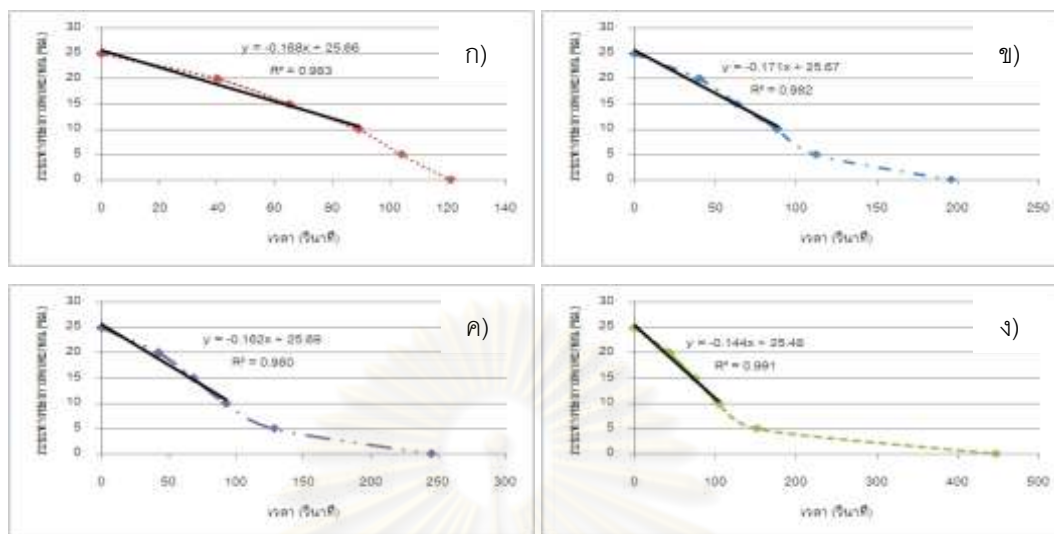 ก)
y = -0.168x + 25.66
R² = 0.983
30
25
20
15
10
5
0
0 20 40 60 80 100 120 140
เวลา (วินาที)
ข)
y = -0.171x + 25.67
R² = 0.982
30
25
20
15
10
5
0
0 50 100 150 200 250
เวลา (วินาที)
ค)
y = -0.162x + 25.69
R² = 0.980
30
25
20
15
10
5
0
0 50 100 150 200 250 300
เวลา (วินาที)
ง)
y = -0.144x + 25.48
R² = 0.991
30
25
20
15
10
5
0
0 100 200 300 400 500
เวลา (วินาที)